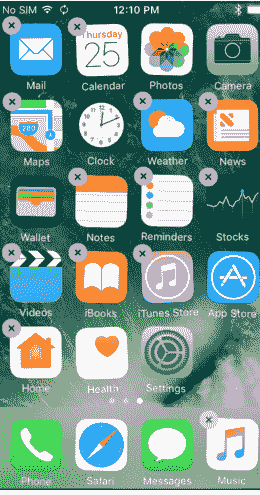 No SIM 12:10 PM
Thursday
25
Mail Calendar Photos Camera
280
Maps Clock Weather News
Wallet Notes Reminders Stocks
Videos iBooks iTunes Store App Store
Home Health Settings
Phone Safari Messages Music